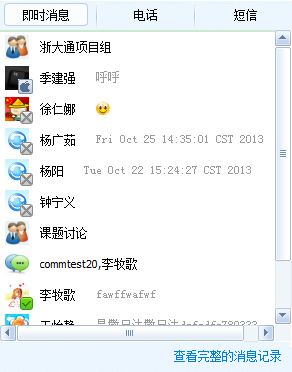 即时消息 电话 短信
浙大通项目组
季建强 呼呼
徐仁娜
杨广茹 Fri Oct 25 14:35:01 CST 2013
杨阳 Tue Oct 22 15:24:27 CST 2013
钟宁义
课题讨论
commtest20,李牧歌
李牧歌 fawffwafwf
查看完整的消息记录